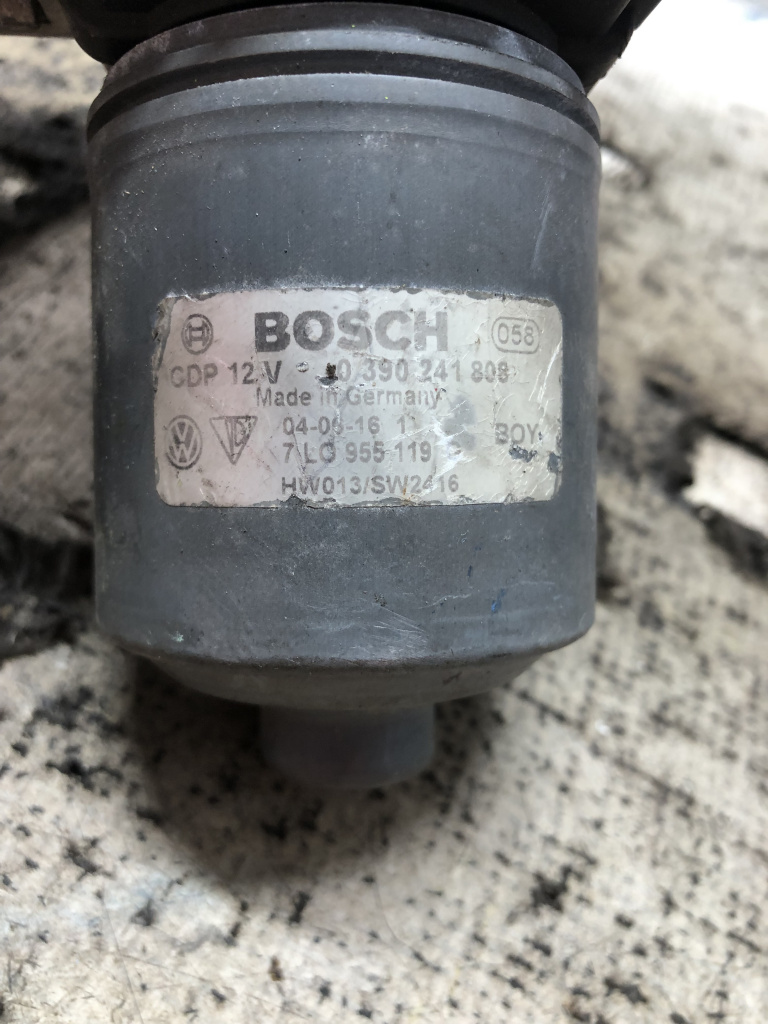 BOSCH 058
CDP 12 V 0 390 241 808
Made in Germany
04-06-16 1
7 L0 955 119 BOY
HW013/SW2416